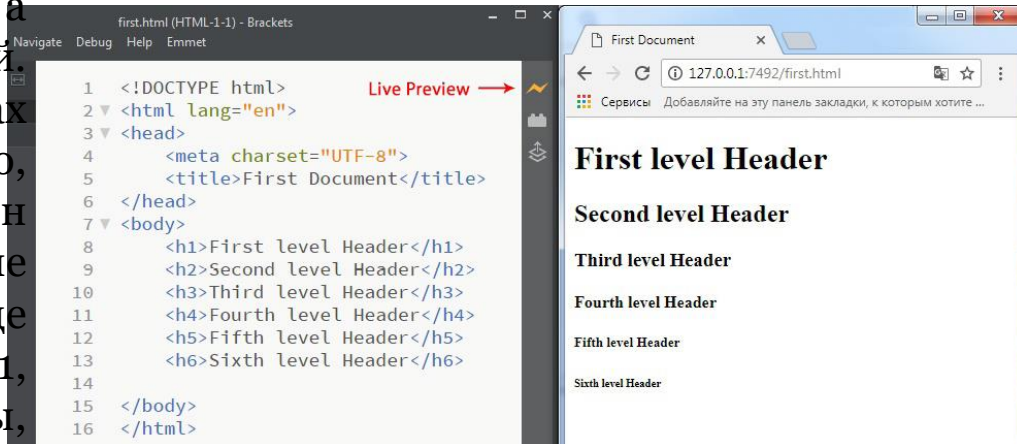 а
й.
ах
о,
н
ие
це
1,
ы,
first.html (HTML-1-1) - Brackets
Navigate Debug Help Emmet
Live Preview
1 <!DOCTYPE html>
2 <html lang="en">
3 <head>
4 <meta charset="UTF-8">
5 <title>First Document</title>
6 </head>
7 <body>
8 <h1>First level Header</h1>
9 <h2>Second level Header</h2>
10 <h3>Third level Header</h3>
11 <h4>Fourth level Header</h4>
12 <h5>Fifth level Header</h5>
13 <h6>Sixth level Header</h6>
14
15 </body>
16 </html>
First Document
127.0.0.1:7492/first.html
Сервисы Добавляйте на эту панель закладки, к которым хотите ...
First level Header
Second level Header
Third level Header
Fourth level Header
Fifth level Header
Sixth level Header